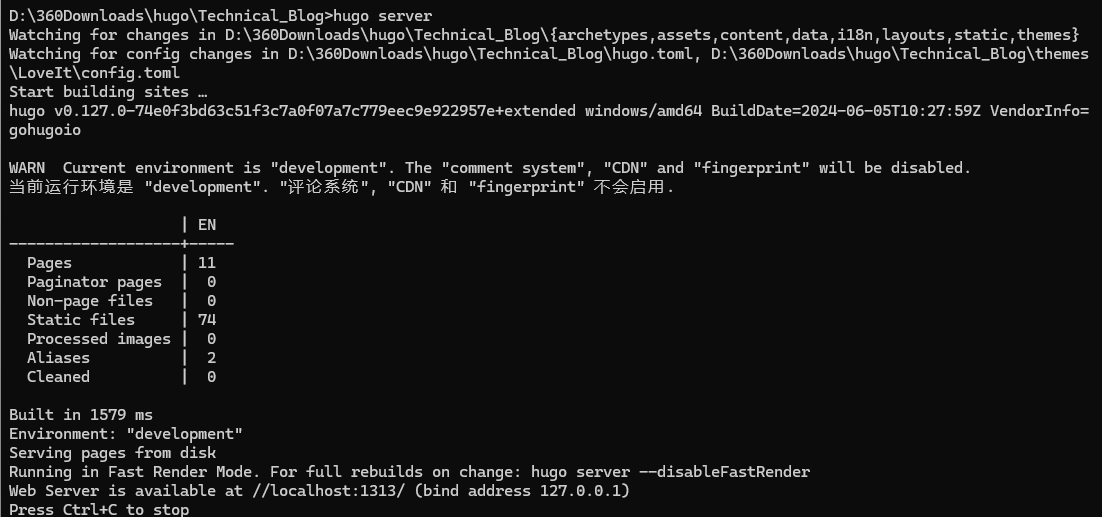 D:\360Downloads\hugo\Technical_Blog>hugo server
Watching for changes in D:\360Downloads\hugo\Technical_Blog\{archetypes,assets,content,data,i18n,layouts,static,themes}
Watching for config changes in D:\360Downloads\hugo\Technical_Blog\hugo.toml, D:\360Downloads\hugo\Technical_Blog\themes
\LoveIt\config.toml
Start building sites …
hugo v0.127.0-74e0f3bd63c51f3c7a0f07a7c779eec9e922957e+extended windows/amd64 BuildDate=2024-06-05T10:27:59Z VendorInfo=
gohugoio

WARN  Current environment is "development". The "comment system", "CDN" and "fingerprint" will be disabled.
当前运行环境是 "development". "评论系统", "CDN" 和 "fingerprint" 不会启用.

                   | EN
-------------------+-----
  Pages            | 11
  Paginator pages  |  0
  Non-page files   |  0
  Static files     | 74
  Processed images |  0
  Aliases          |  2
  Cleaned          |  0

Built in 1579 ms
Environment: "development"
Serving pages from disk
Running in Fast Render Mode. For full rebuilds on change: hugo server --disableFastRender
Web Server is available at //localhost:1313/ (bind address 127.0.0.1)
Press Ctrl+C to stop